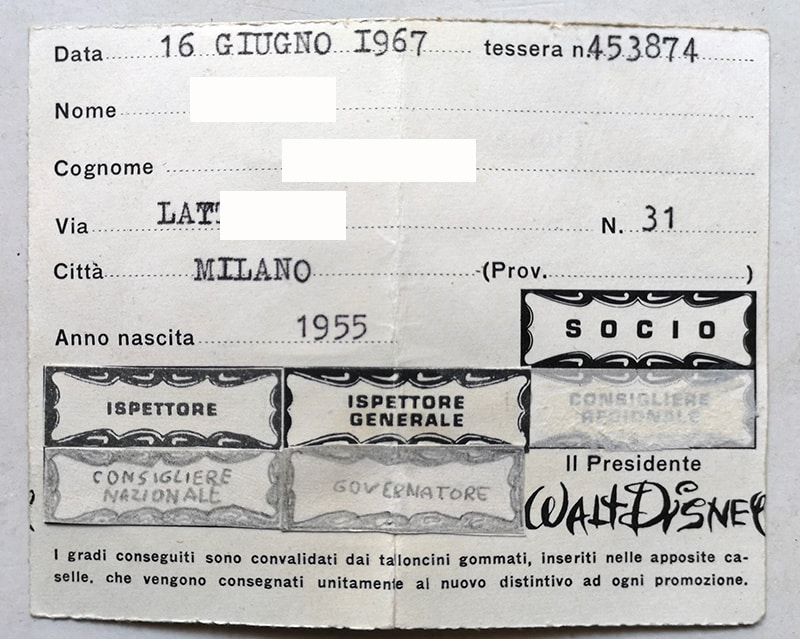 Data 16 GIUGNO 1967 tessera n. 453874
Nome
Cognome
Via LATT N. 31
Città MILANO (Prov. )
Anno nascita 1955
SOCIO
ISPETTORE
ISPETTORE GENERALE
CONSIGLIERE REGIONALE
CONSIGLIERE NAZIONALE
GOVERNATORE
Il Presidente
WALT DISNEY
I gradi conseguiti sono convalidati dai talloncini gommati, inseriti nelle apposite ca-
selle. che vengono consegnati unitamente al nuovo distintivo ad ogni promozione.